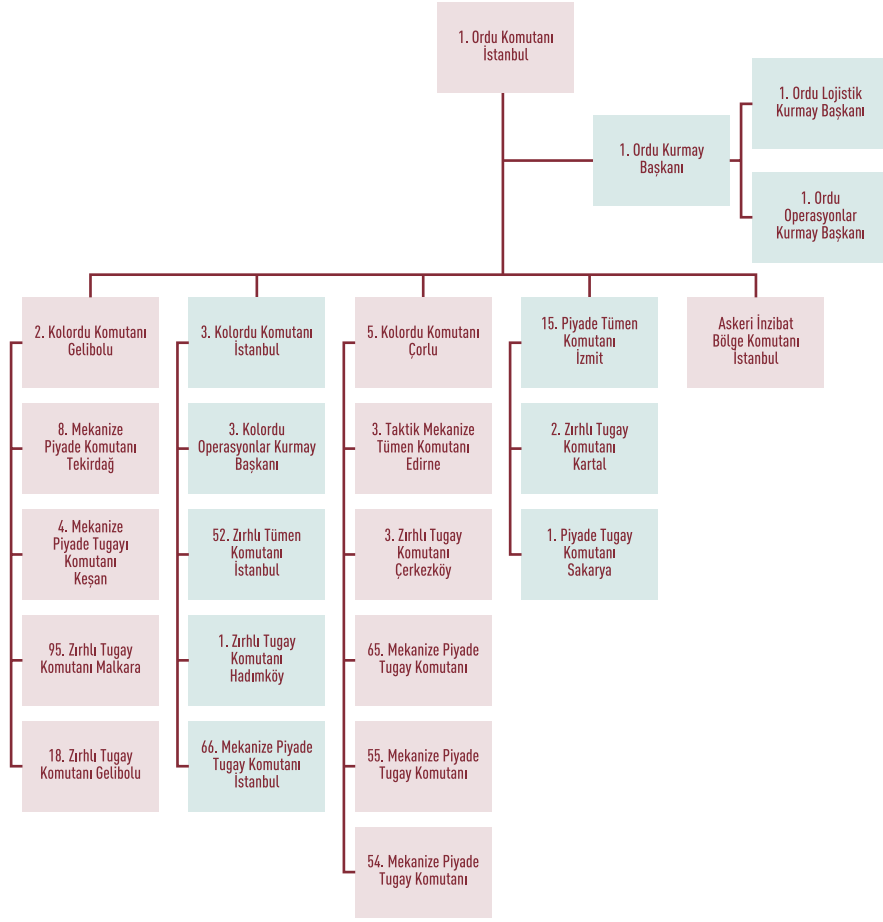 1. Ordu Komutanı
İstanbul
1. Ordu Kurmay
Başkanı
1. Ordu Lojistik
Kurmay Başkanı
1. Ordu
Operasyonlar
Kurmay Başkanı
2. Kolordu Komutanı
Gelibolu
8. Mekanize
Piyade Komutanı
Tekirdağ
4. Mekanize
Piyade Tugayı
Komutanı
Keşan
95. Zırhlı Tugay
Komutanı Malkara
18. Zırhlı Tugay
Komutanı Gelibolu
3. Kolordu Komutanı
İstanbul
3. Kolordu
Operasyonlar Kurmay
Başkanı
52. Zırhlı Tümen
Komutanı
İstanbul
1. Zırhlı Tugay
Komutanı
Hadımköy
66. Mekanize Piyade
Tugay Komutanı
İstanbul
5. Kolordu Komutanı
Çorlu
3. Taktik Mekanize
Tümen Komutanı
Edirne
3. Zırhlı Tugay
Komutanı
Çerkezköy
65. Mekanize Piyade
Tugay Komutanı
55. Mekanize Piyade
Tugay Komutanı
54. Mekanize Piyade
Tugay Komutanı
15. Piyade Tümen
Komutanı
İzmit
2. Zırhlı Tugay
Komutanı
Kartal
1. Piyade Tugay
Komutanı
Sakarya
Askeri İnzibat
Bölge Komutanı
İstanbul